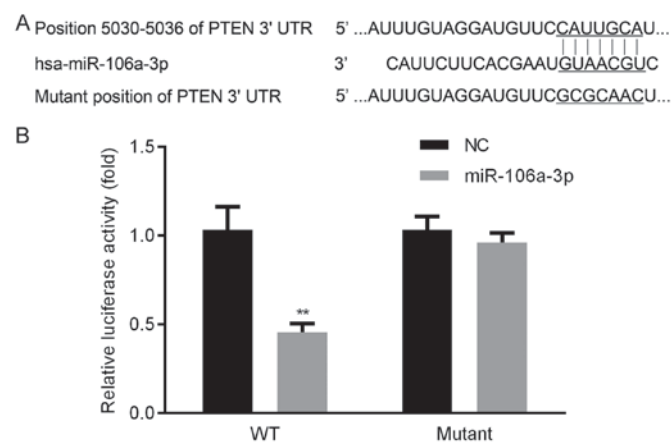 A Position 5030-5036 of PTEN 3' UTR 5' ...AUUUGUAGGAUGUUCCAUUGCAU...
hsa-miR-106a-3p 3' CAUUCUUCACGAAUGUAACGUC
Mutant position of PTEN 3' UTR 5' ...AUUUGUAGGAUGUUCGCGCAACU...
B
NC
miR-106a-3p
Relative luciferase activity (fold)
1.5
1.0
0.5
0.0
**
WT Mutant